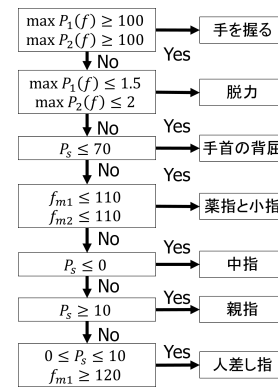 max P₁(f) ≥ 100
max P₂(f) ≥ 100
Yes
手を握る
No
max P₁(f) ≤ 1.5
max P₂(f) ≤ 2
Yes
脱力
No
Pₛ ≤ 70
Yes
手首の背屈
No
fₘ₁ ≤ 110
fₘ₂ ≤ 110
Yes
薬指と小指
No
Pₛ ≤ 0
Yes
中指
No
Pₛ ≥ 10
Yes
親指
No
0 ≤ Pₛ ≤ 10
fₘ₁ ≥ 120
Yes
人差し指